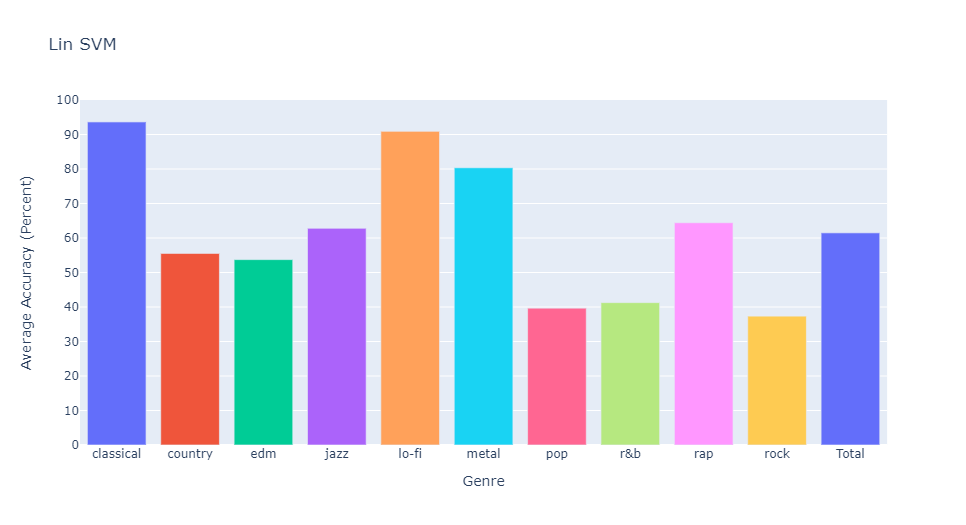 Lin SVM
100
90
80
70
60
50
40
30
20
10
0
Average Accuracy (Percent)
classical country edm jazz lo-fi metal pop r&b rap rock Total
Genre